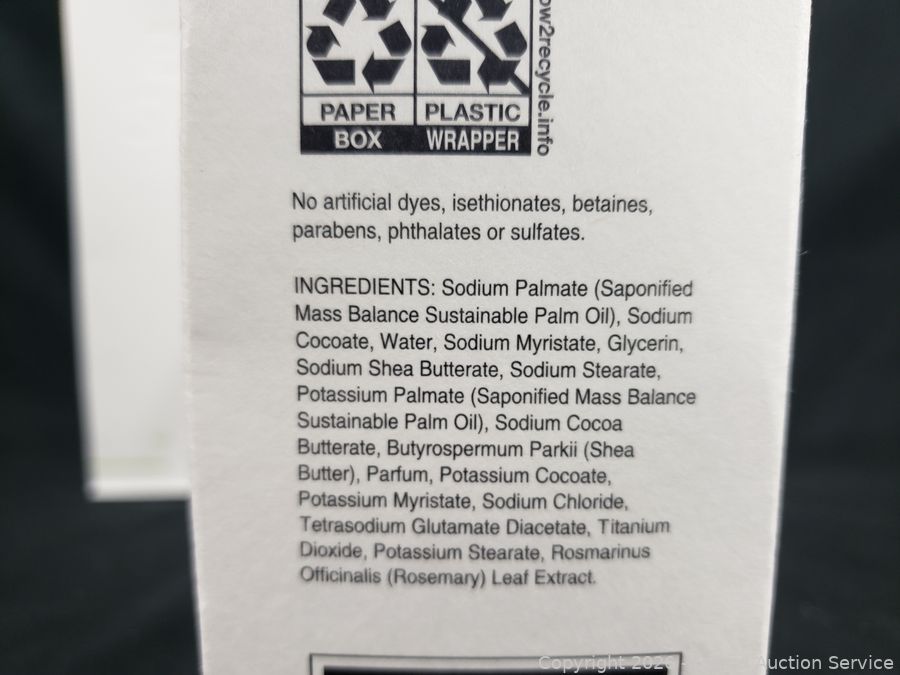 PAPER PLASTIC
BOX WRAPPER
ow2recycle.info
No artificial dyes, isethionates, betaines,
parabens, phthalates or sulfates.
INGREDIENTS: Sodium Palmate (Saponified
Mass Balance Sustainable Palm Oil), Sodium
Cocoate, Water, Sodium Myristate, Glycerin,
Sodium Shea Butterate, Sodium Stearate,
Potassium Palmate (Saponified Mass Balance
Sustainable Palm Oil), Sodium Cocoa
Butterate, Butyrospermum Parkii (Shea
Butter), Parfum, Potassium Cocoate,
Potassium Myristate, Sodium Chloride,
Tetrasodium Glutamate Diacetate, Titanium
Dioxide, Potassium Stearate, Rosmarinus
Officinalis (Rosemary) Leaf Extract.
Copyright Auction Service